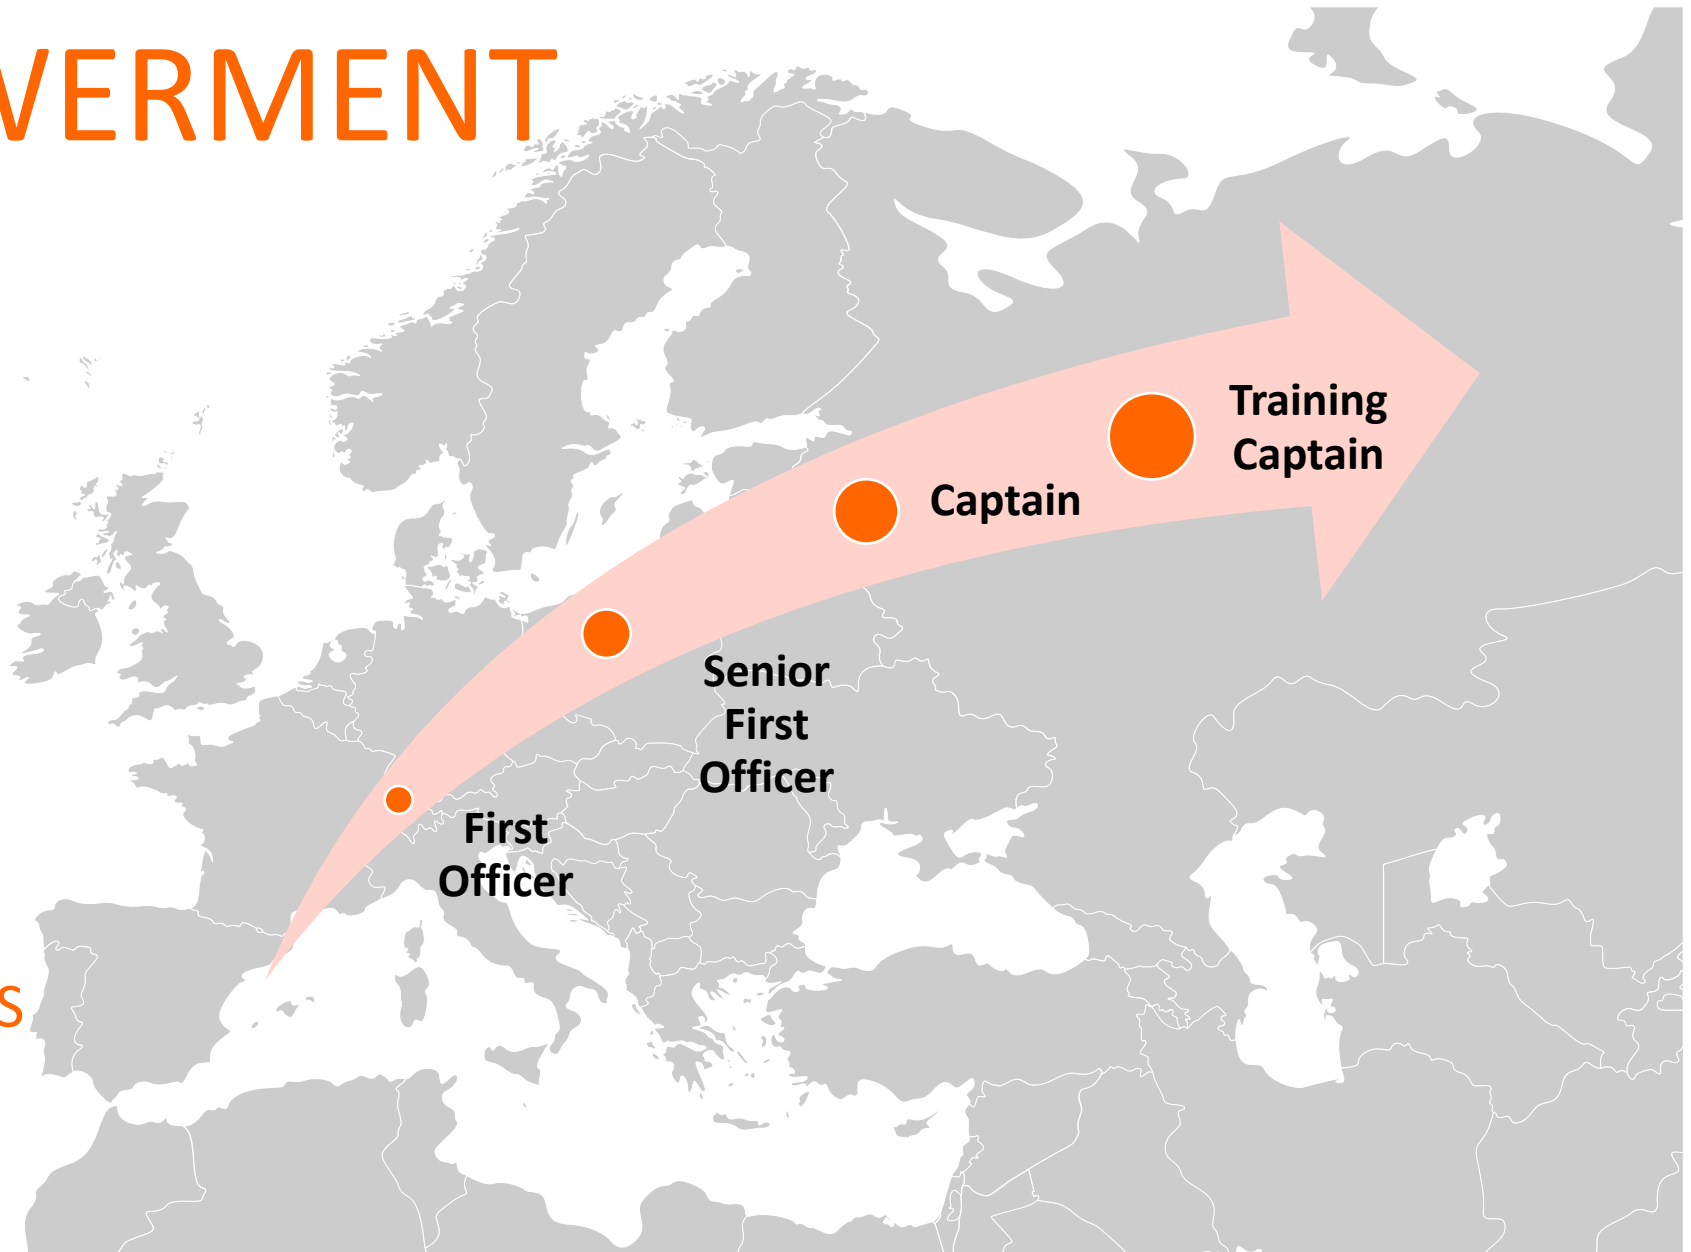 VERMENT
Training
Captain
Captain
Senior
First
Officer
First
Officer
S